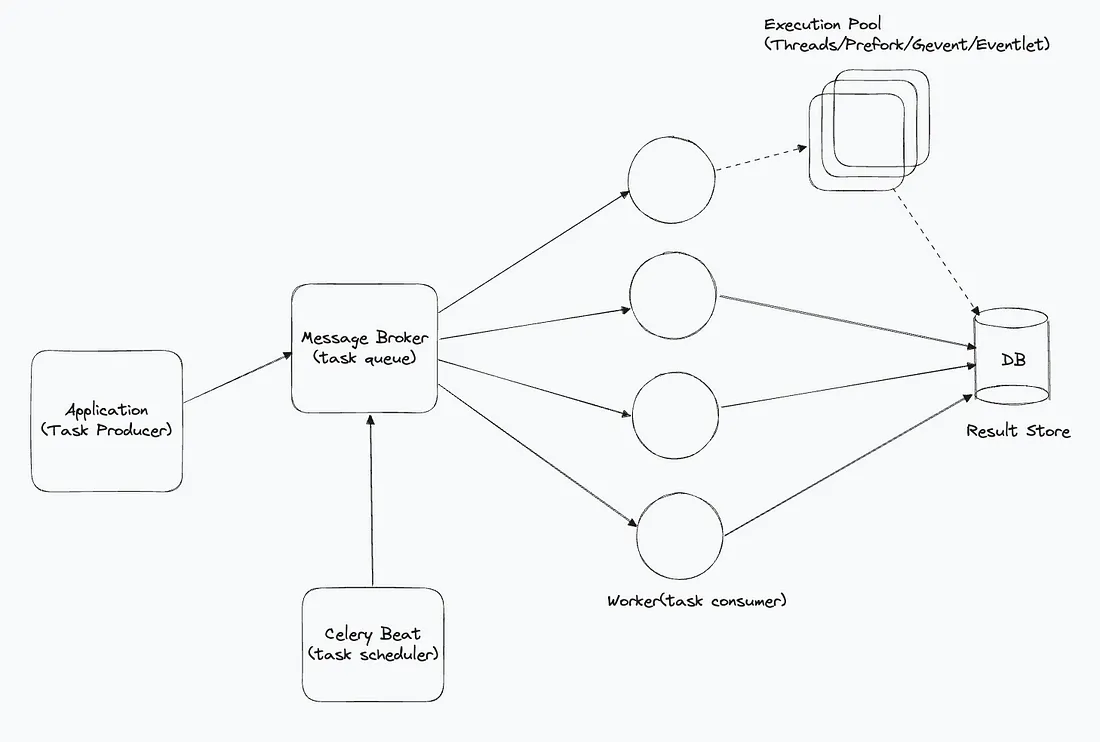 Execution Pool
(Threads/Prefork/Gevent/Eventlet)
Message Broker
(task queue)
DB
Application
(Task Producer)
Result Store
Worker(task consumer)
Celery Beat
(task scheduler)